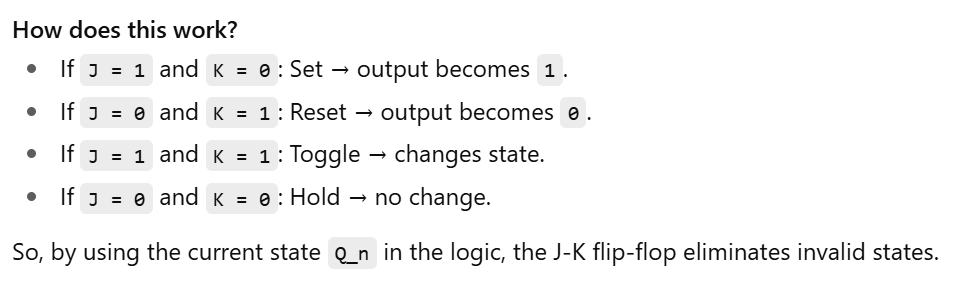 How does this work?
• If J = 1 and K = 0: Set → output becomes 1.
• If J = 0 and K = 1: Reset → output becomes 0.
• If J = 1 and K = 1: Toggle → changes state.
• If J = 0 and K = 0: Hold → no change.
So, by using the current state Q_n in the logic, the J-K flip-flop eliminates invalid states.